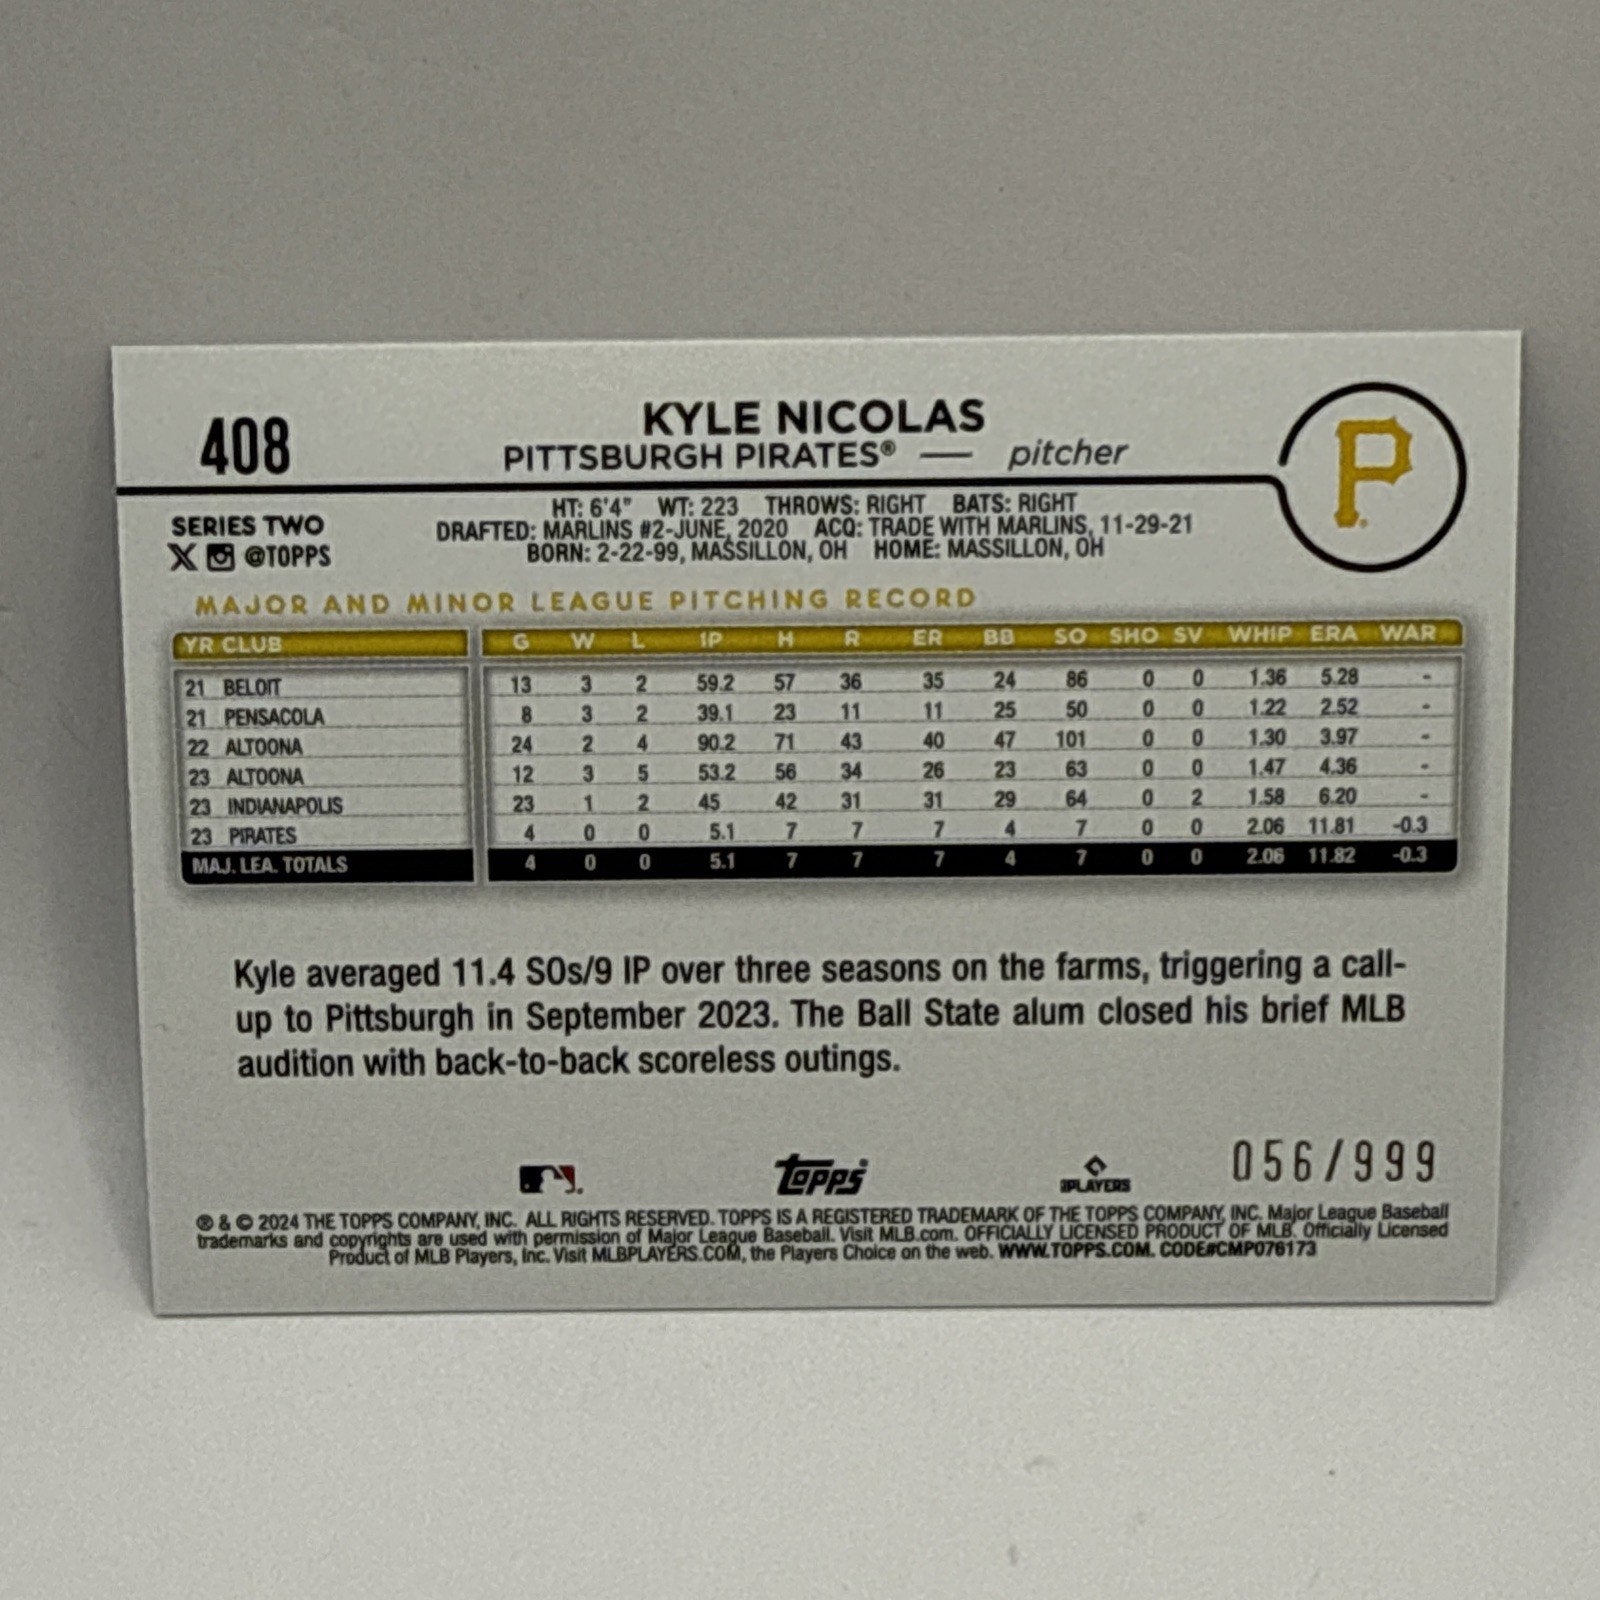 408
KYLE NICOLAS
PITTSBURGH PIRATES® — pitcher
P
SERIES TWO
X @TOPPS
HT: 6'4" WT: 223 THROWS: RIGHT BATS: RIGHT
DRAFTED: MARLINS #2-JUNE, 2020 ACQ: TRADE WITH MARLINS, 11-29-21
BORN: 2-22-99, MASSILLON, OH HOME: MASSILLON, OH
MAJOR AND MINOR LEAGUE PITCHING RECORD
YR CLUB G W L IP H R ER BB SO SHO SV WHIP ERA WAR
21 BELOIT 13 3 2 59.2 57 36 35 24 86 0 0 1.36 5.28 -
21 PENSACOLA 8 3 2 39.1 23 11 11 25 50 0 0 1.22 2.52 -
22 ALTOONA 24 2 4 90.2 71 43 40 47 101 0 0 1.30 3.97 -
23 ALTOONA 12 3 5 53.2 56 34 26 23 63 0 0 1.47 4.36 -
23 INDIANAPOLIS 23 1 2 45 42 31 31 29 64 0 2 1.58 6.20 -
23 PIRATES 4 0 0 5.1 7 7 7 4 7 0 0 2.06 11.81 -0.3
MAJ. LEA. TOTALS 4 0 0 5.1 7 7 7 4 7 0 0 2.06 11.82 -0.3
Kyle averaged 11.4 SOs/9 IP over three seasons on the farms, triggering a call-
up to Pittsburgh in September 2023. The Ball State alum closed his brief MLB
audition with back-to-back scoreless outings.
topps
PLAYERS
056/999
® & © 2024 THE TOPPS COMPANY, INC. ALL RIGHTS RESERVED. TOPPS IS A REGISTERED TRADEMARK OF THE TOPPS COMPANY, INC. Major League Baseball
trademarks and copyrights are used with permission of Major League Baseball. Visit MLB.com. OFFICIALLY LICENSED PRODUCT OF MLB. Officially Licensed
Product of MLB Players, Inc. Visit MLBPLAYERS.COM, the Players Choice on the web. WWW.TOPPS.COM. CODE#CMP076173